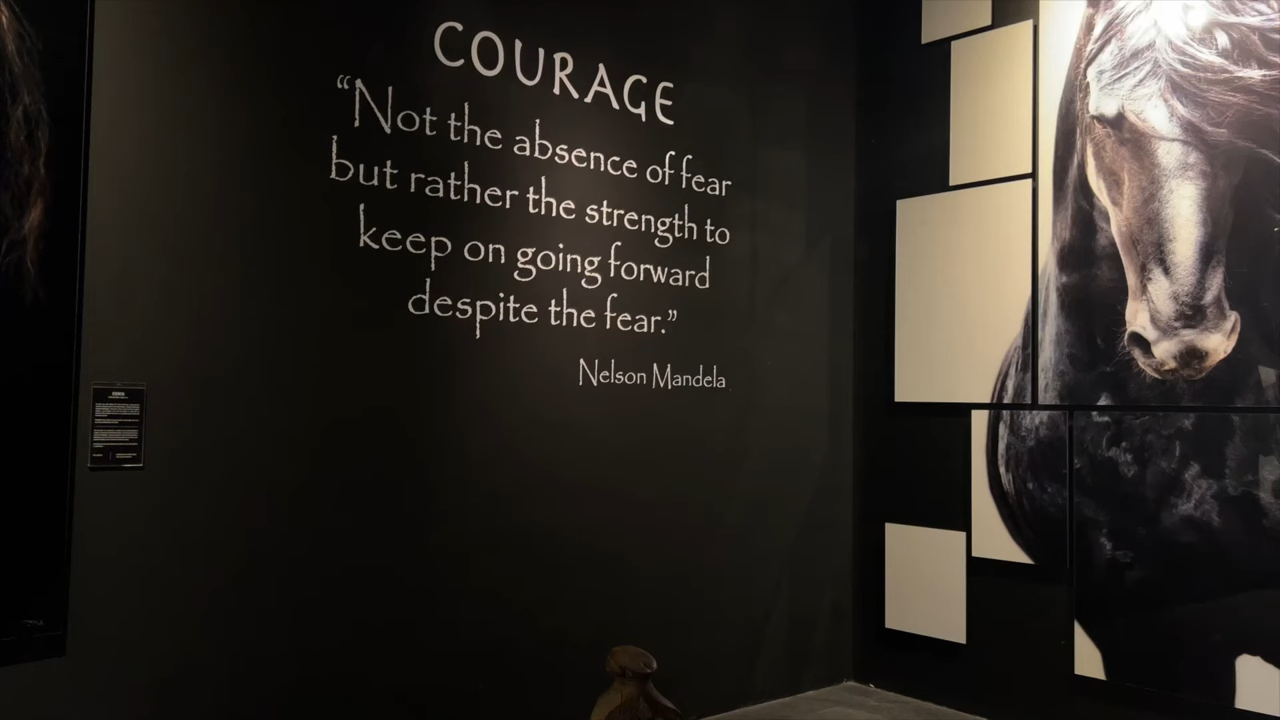 COURAGE
“Not the absence of fear
but rather the strength to
keep on going forward
despite the fear.”
Nelson Mandela